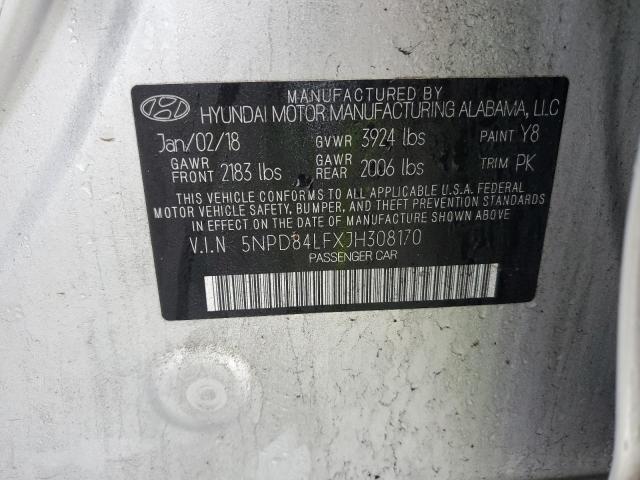 MANUFACTURED BY
HYUNDAI MOTOR MANUFACTURING ALABAMA, LLC
Jan/02/18 GVWR 3924 lbs PAINT Y8
GAWR FRONT 2183 lbs GAWR REAR 2006 lbs TRIM PK
THIS VEHICLE CONFORMS TO ALL APPLICABLE U.S.A. FEDERAL
MOTOR VEHICLE SAFETY, BUMPER, AND THEFT PREVENTION STANDARDS
IN EFFECT ON THE DATE OF MANUFACTURE SHOWN ABOVE.
V.I.N 5NPD84LFXJH308170
PASSENGER CAR